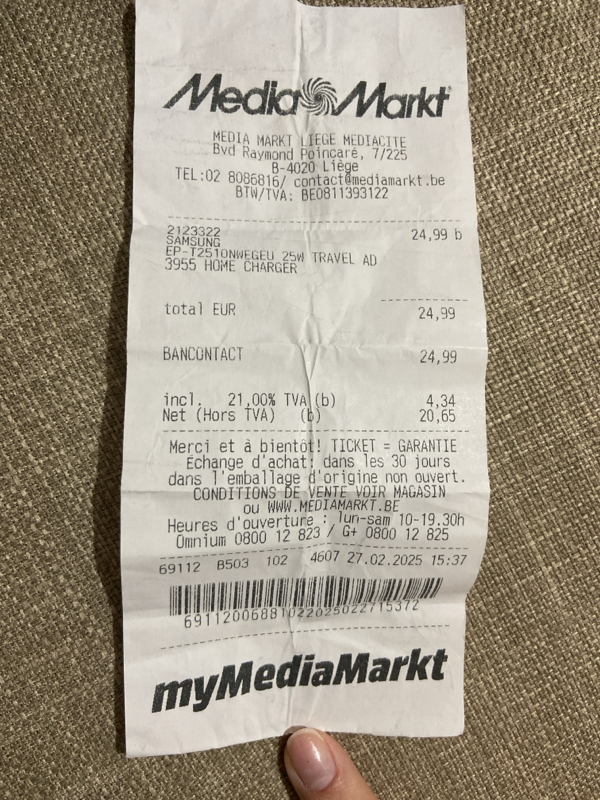 Media Markt
MEDIA MARKT LIEGE MEDIACITE
Bvd Raymond Poincaré, 7/225
B-4020 Liège
TEL:02 8086816/ contact@mediamarkt.be
BTW/TVA: BE0811393122
2123322 24,99 b
SAMSUNG
EP-T2510NWEGEU 25W TRAVEL AD
3955 HOME CHARGER
total EUR 24,99
BANCONTACT 24,99
incl. 21,00% TVA (b) 4,34
Net (Hors TVA) (b) 20,65
Merci et à bientôt! TICKET = GARANTIE
Échange d'achat: dans les 30 jours
dans l'emballage d'origine non ouvert.
CONDITIONS DE VENTE VOIR MAGASIN
ou WWW.MEDIAMARKT.BE
Heures d'ouverture : lun-sam 10-19.30h
Omnium 0800 12 823 / G+ 0800 12 825
69112 B503 102 4607 27.02.2025 15:37
6911200688102202502271537​2
myMediaMarkt